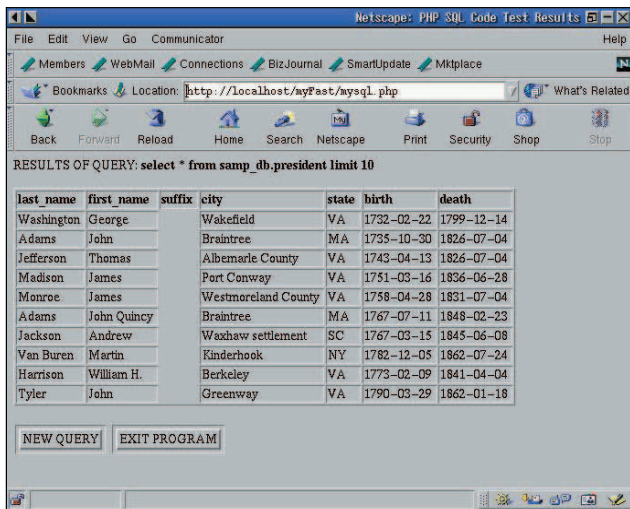 Netscape: PHP SQL Code Test Results
File Edit View Go Communicator Help
Members WebMail Connections BizJournal SmartUpdate Mktplace N
Bookmarks Location: http://localhost/myFast/mysql.php What's Related
My
Back Forward Reload Home Search Netscape Print Security Shop Stop
RESULTS OF QUERY: select * from samp_db.president limit 10
last_name first_name suffix city state birth death
Washington George Wakefield VA 1732-02-22 1799-12-14
Adams John Braintree MA 1735-10-30 1826-07-04
Jefferson Thomas Albemarle County VA 1743-04-13 1826-07-04
Madison James Port Conway VA 1751-03-16 1836-06-28
Monroe James Westmoreland County VA 1758-04-28 1831-07-04
Adams John Quincy Braintree MA 1767-07-11 1848-02-23
Jackson Andrew Waxhaw settlement SC 1767-03-15 1845-06-08
Van Buren Martin Kinderhook NY 1782-12-05 1862-07-24
Harrison William H. Berkeley VA 1773-02-09 1841-04-04
Tyler John Greenway VA 1790-03-29 1862-01-18
NEW QUERY EXIT PROGRAM